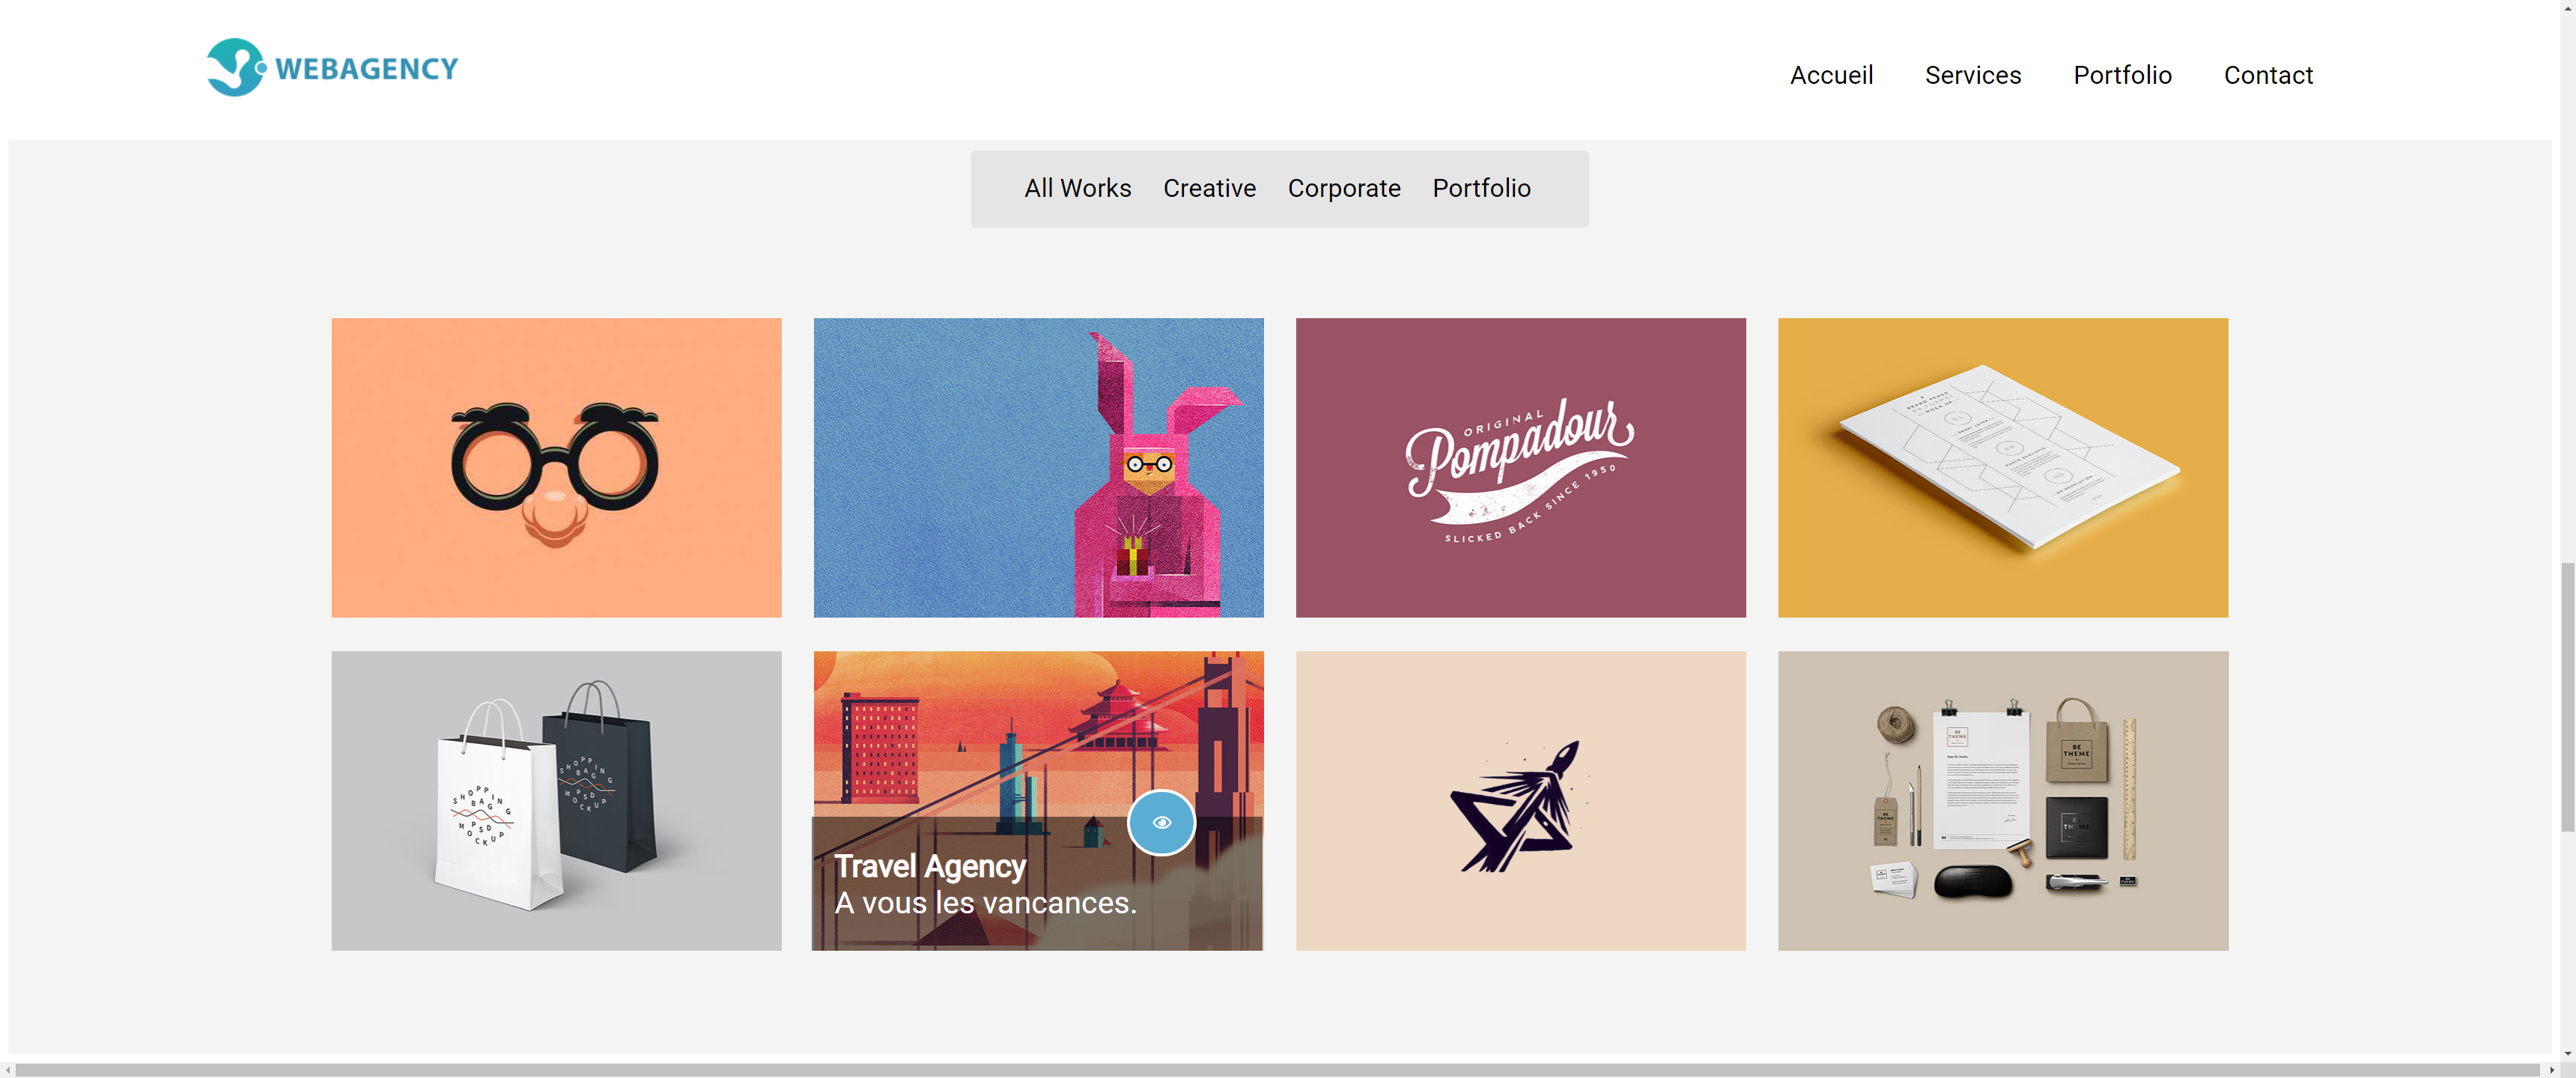 WEBAGENCY
Accueil Services Portfolio Contact
All Works Creative Corporate Portfolio
ORIGINAL
Pompadour
SLICKED BACK SINCE 1950
SHOPPING
BAG
PSD
MOCKUP
SHOPPING
BAG
PSD
MOCKUP
Travel Agency
A vous les vancances.
BE
THEME
BE
THEME
BE
THEME